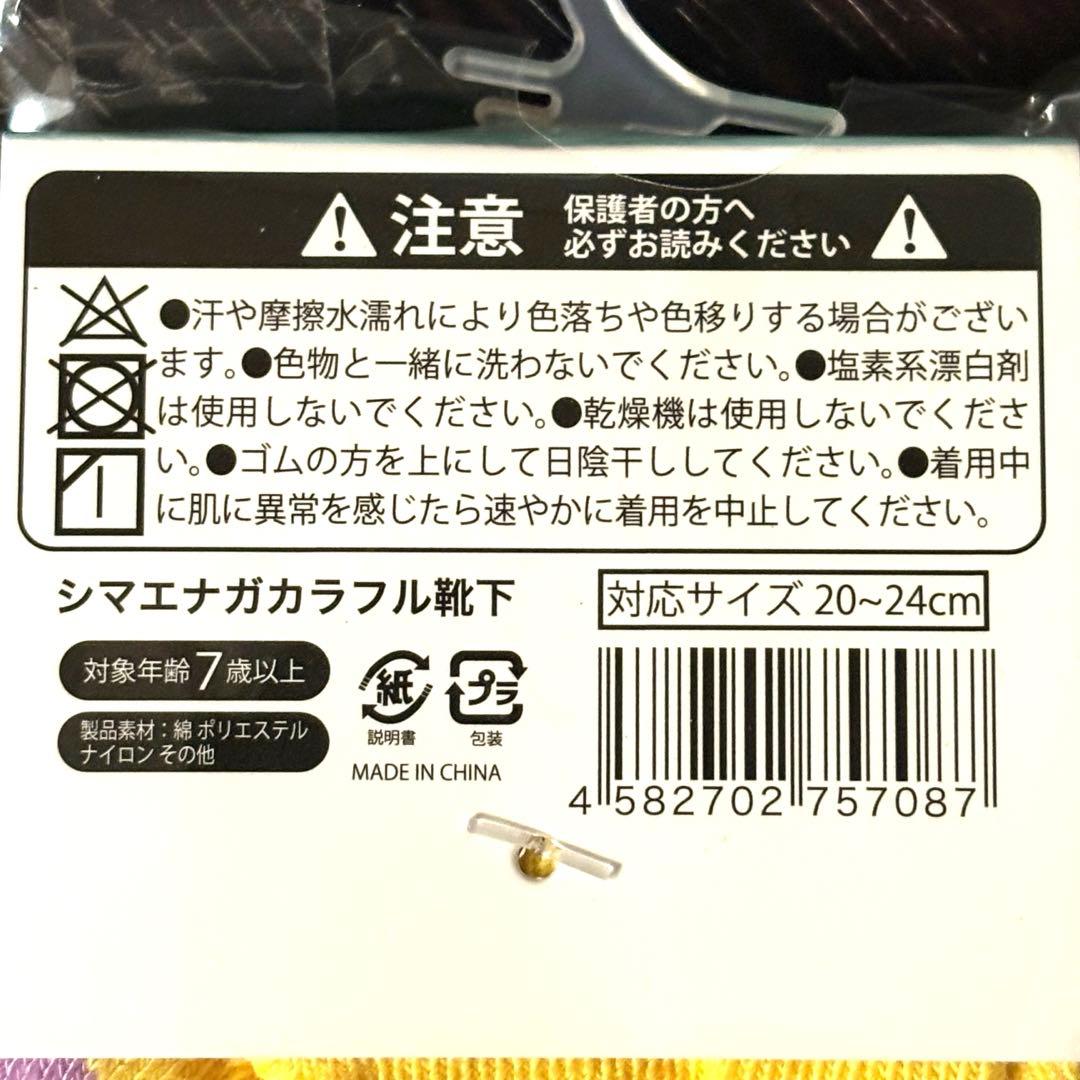 注意
保護者の方へ
必ずお読みください
●汗や摩擦水濡れにより色落ちや色移りする場合がござい
ます。●色物と一緒に洗わないでください。●塩素系漂白剤
は使用しないでください。●乾燥機は使用しないでくださ
い。●ゴムの方を上にして日陰干ししてください。●着用中
に肌に異常を感じたら速やかに着用を中止してください。
シマエナガカラフル靴下
対応サイズ 20~24cm
対象年齢7歳以上
製品素材：綿 ポリエステル
ナイロン その他
紙
説明書
プラ
包装
MADE IN CHINA
4 582702 757087